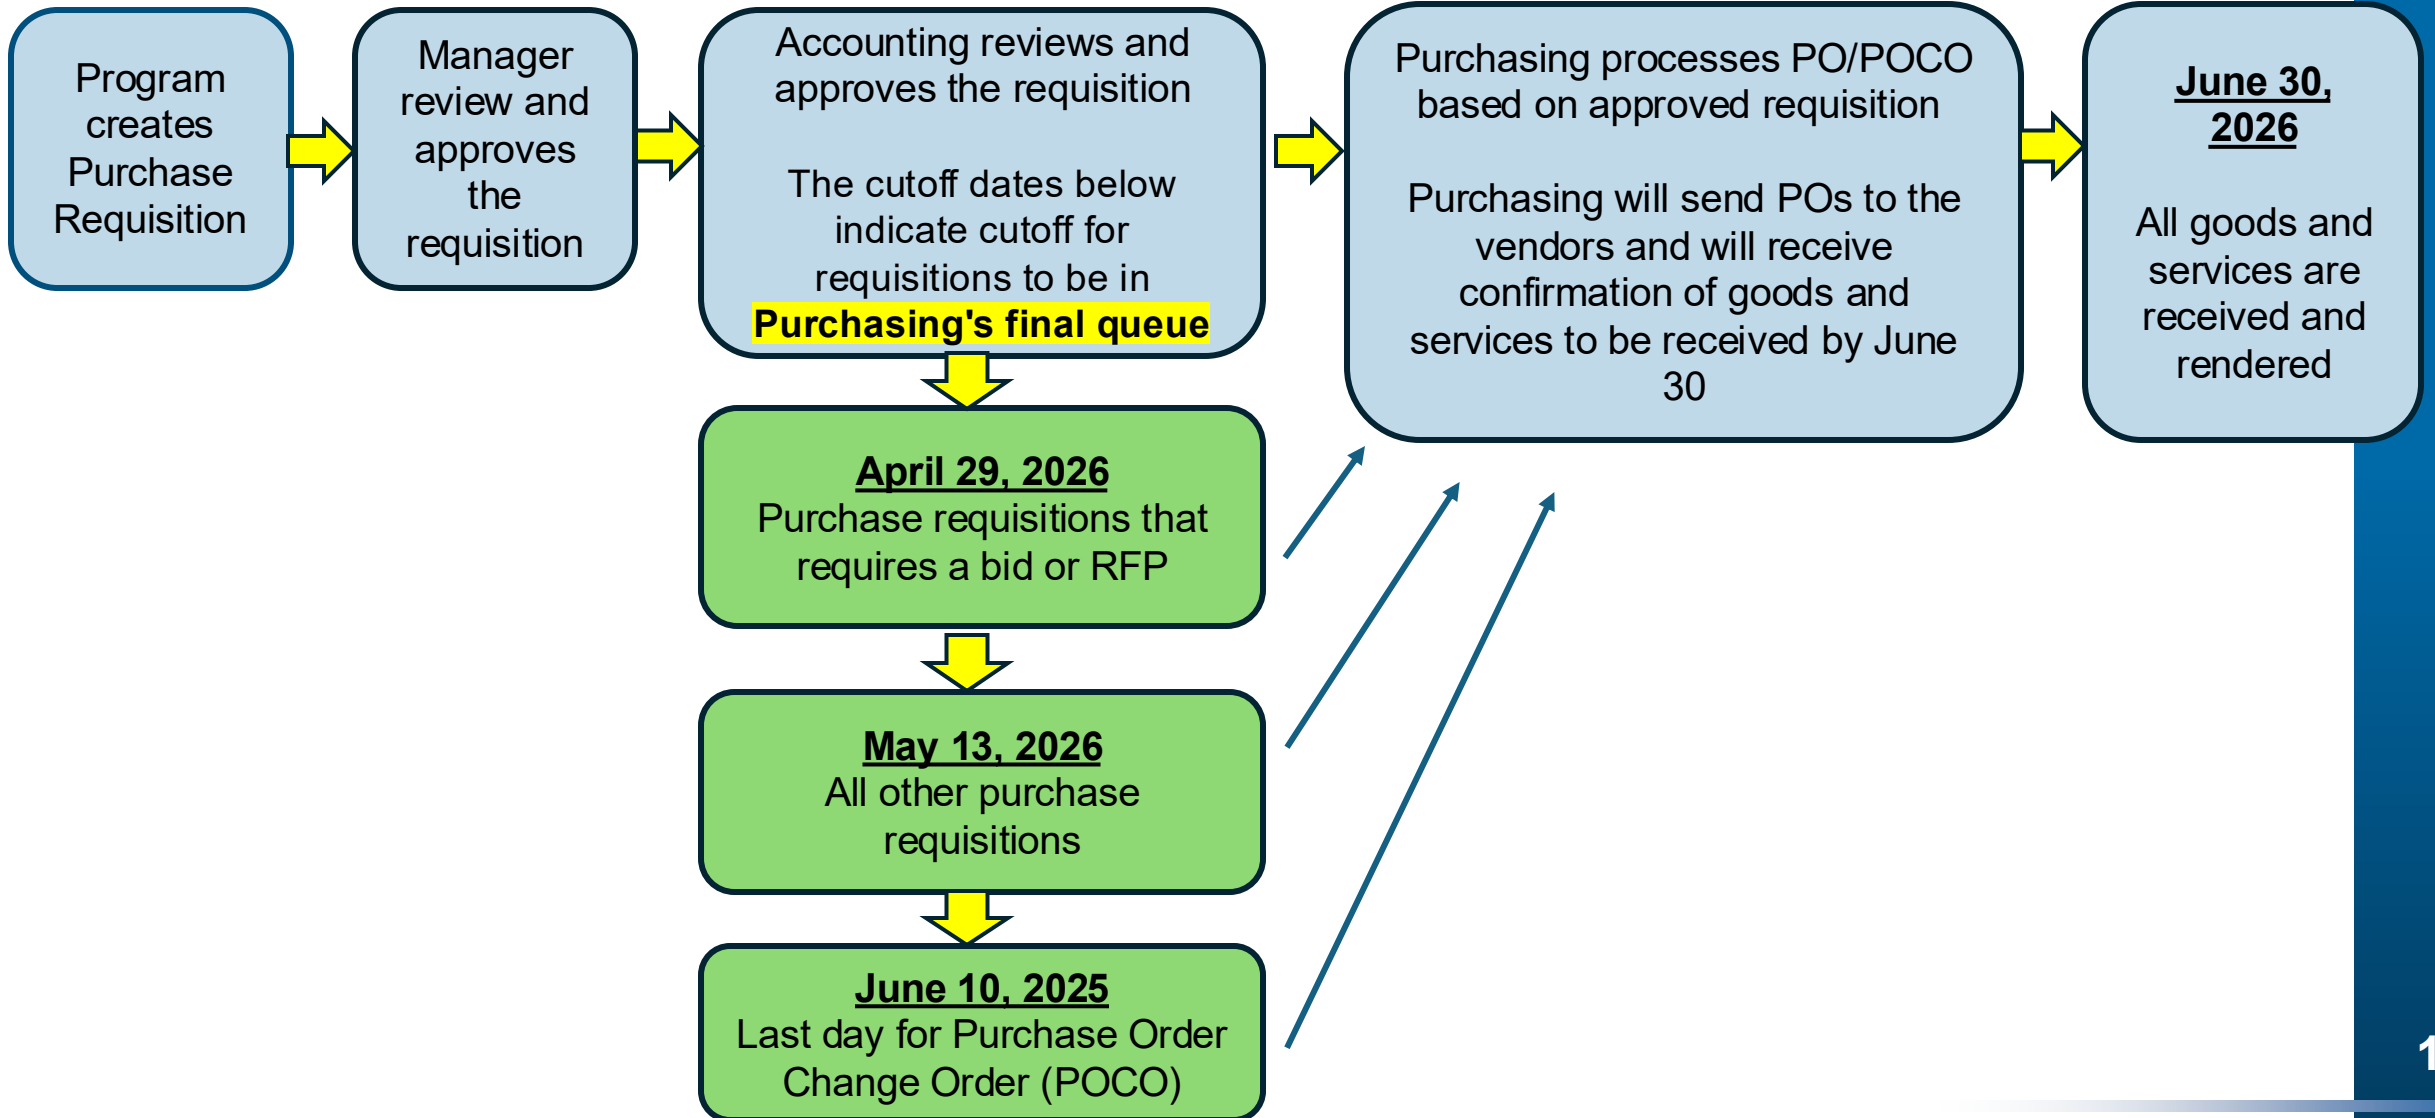 Program
creates
Purchase
Requisition
Manager
review and
approves
the
requisition
Accounting reviews and
approves the requisition
The cutoff dates below
indicate cutoff for
requisitions to be in
Purchasing's final queue
Purchasing processes PO/POCO
based on approved requisition
Purchasing will send POs to the
vendors and will receive
confirmation of goods and
services to be received by June
30
June 30,
2026
All goods and
services are
received and
rendered
April 29, 2026
Purchase requisitions that
requires a bid or RFP
May 13, 2026
All other purchase
requisitions
June 10, 2025
Last day for Purchase Order
Change Order (POCO)
1